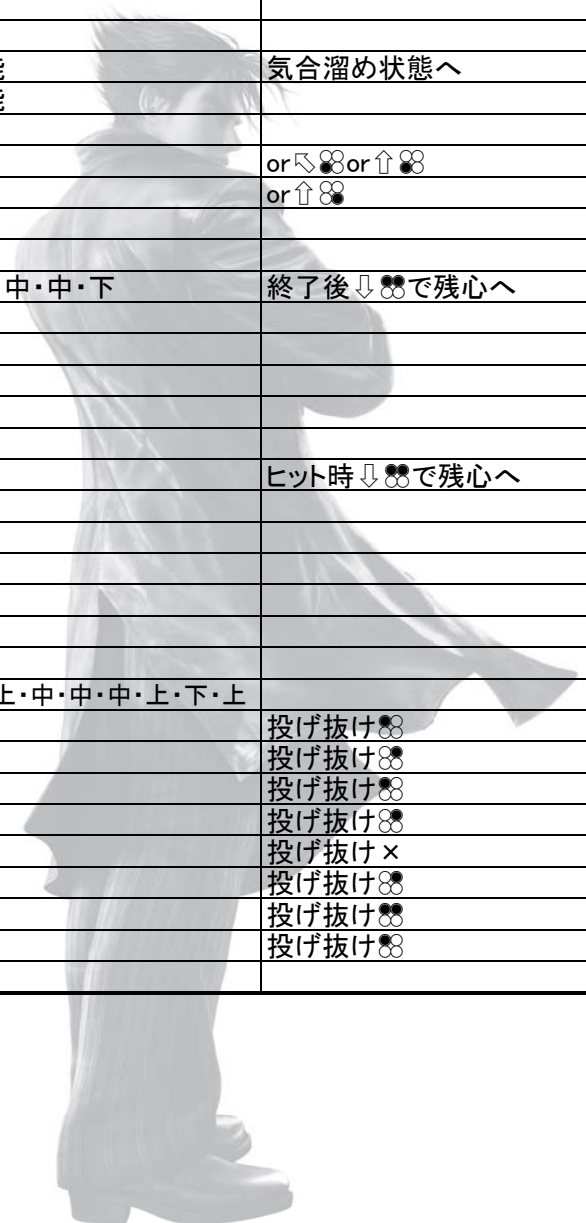 気合溜め状態へ
or⇖or⇧
or⇧
中・中・下 終了後⇩で残心へ
ヒット時⇩で残心へ
上・中・中・中・上・下・上
投げ抜け
投げ抜け
投げ抜け
投げ抜け
投げ抜け×
投げ抜け
投げ抜け
投げ抜け